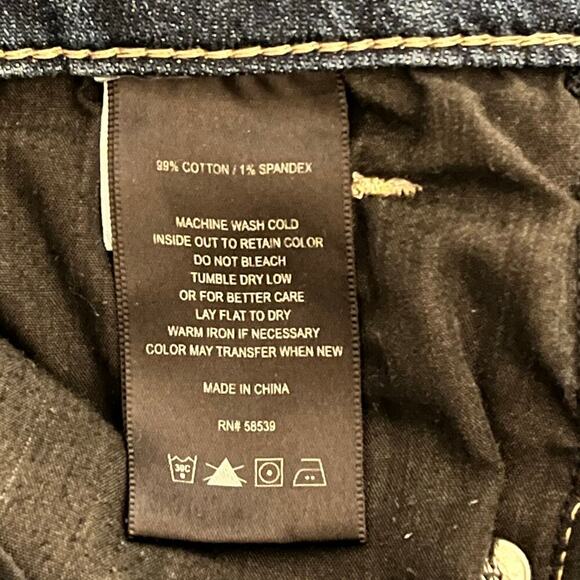 99% COTTON / 1% SPANDEX
MACHINE WASH COLD
INSIDE OUT TO RETAIN COLOR
DO NOT BLEACH
TUMBLE DRY LOW
OR FOR BETTER CARE
LAY FLAT TO DRY
WARM IRON IF NECESSARY
COLOR MAY TRANSFER WHEN NEW
MADE IN CHINA
RN# 58539
30C